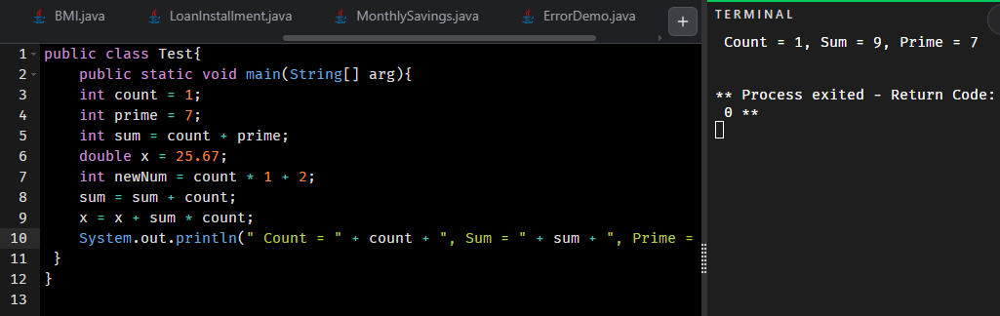 BMI.java LoanInstallment.java MonthlySavings.java ErrorDemo.java +
1 public class Test{
2 public static void main(String[] arg){
3 int count = 1;
4 int prime = 7;
5 int sum = count + prime;
6 double x = 25.67;
7 int newNum = count * 1 + 2;
8 sum = sum + count;
9 x = x + sum * count;
10 System.out.println(" Count = " + count + ", Sum = " + sum + ", Prime =
11 }
12 }
13
TERMINAL
Count = 1, Sum = 9, Prime = 7
** Process exited - Return Code:
0 **